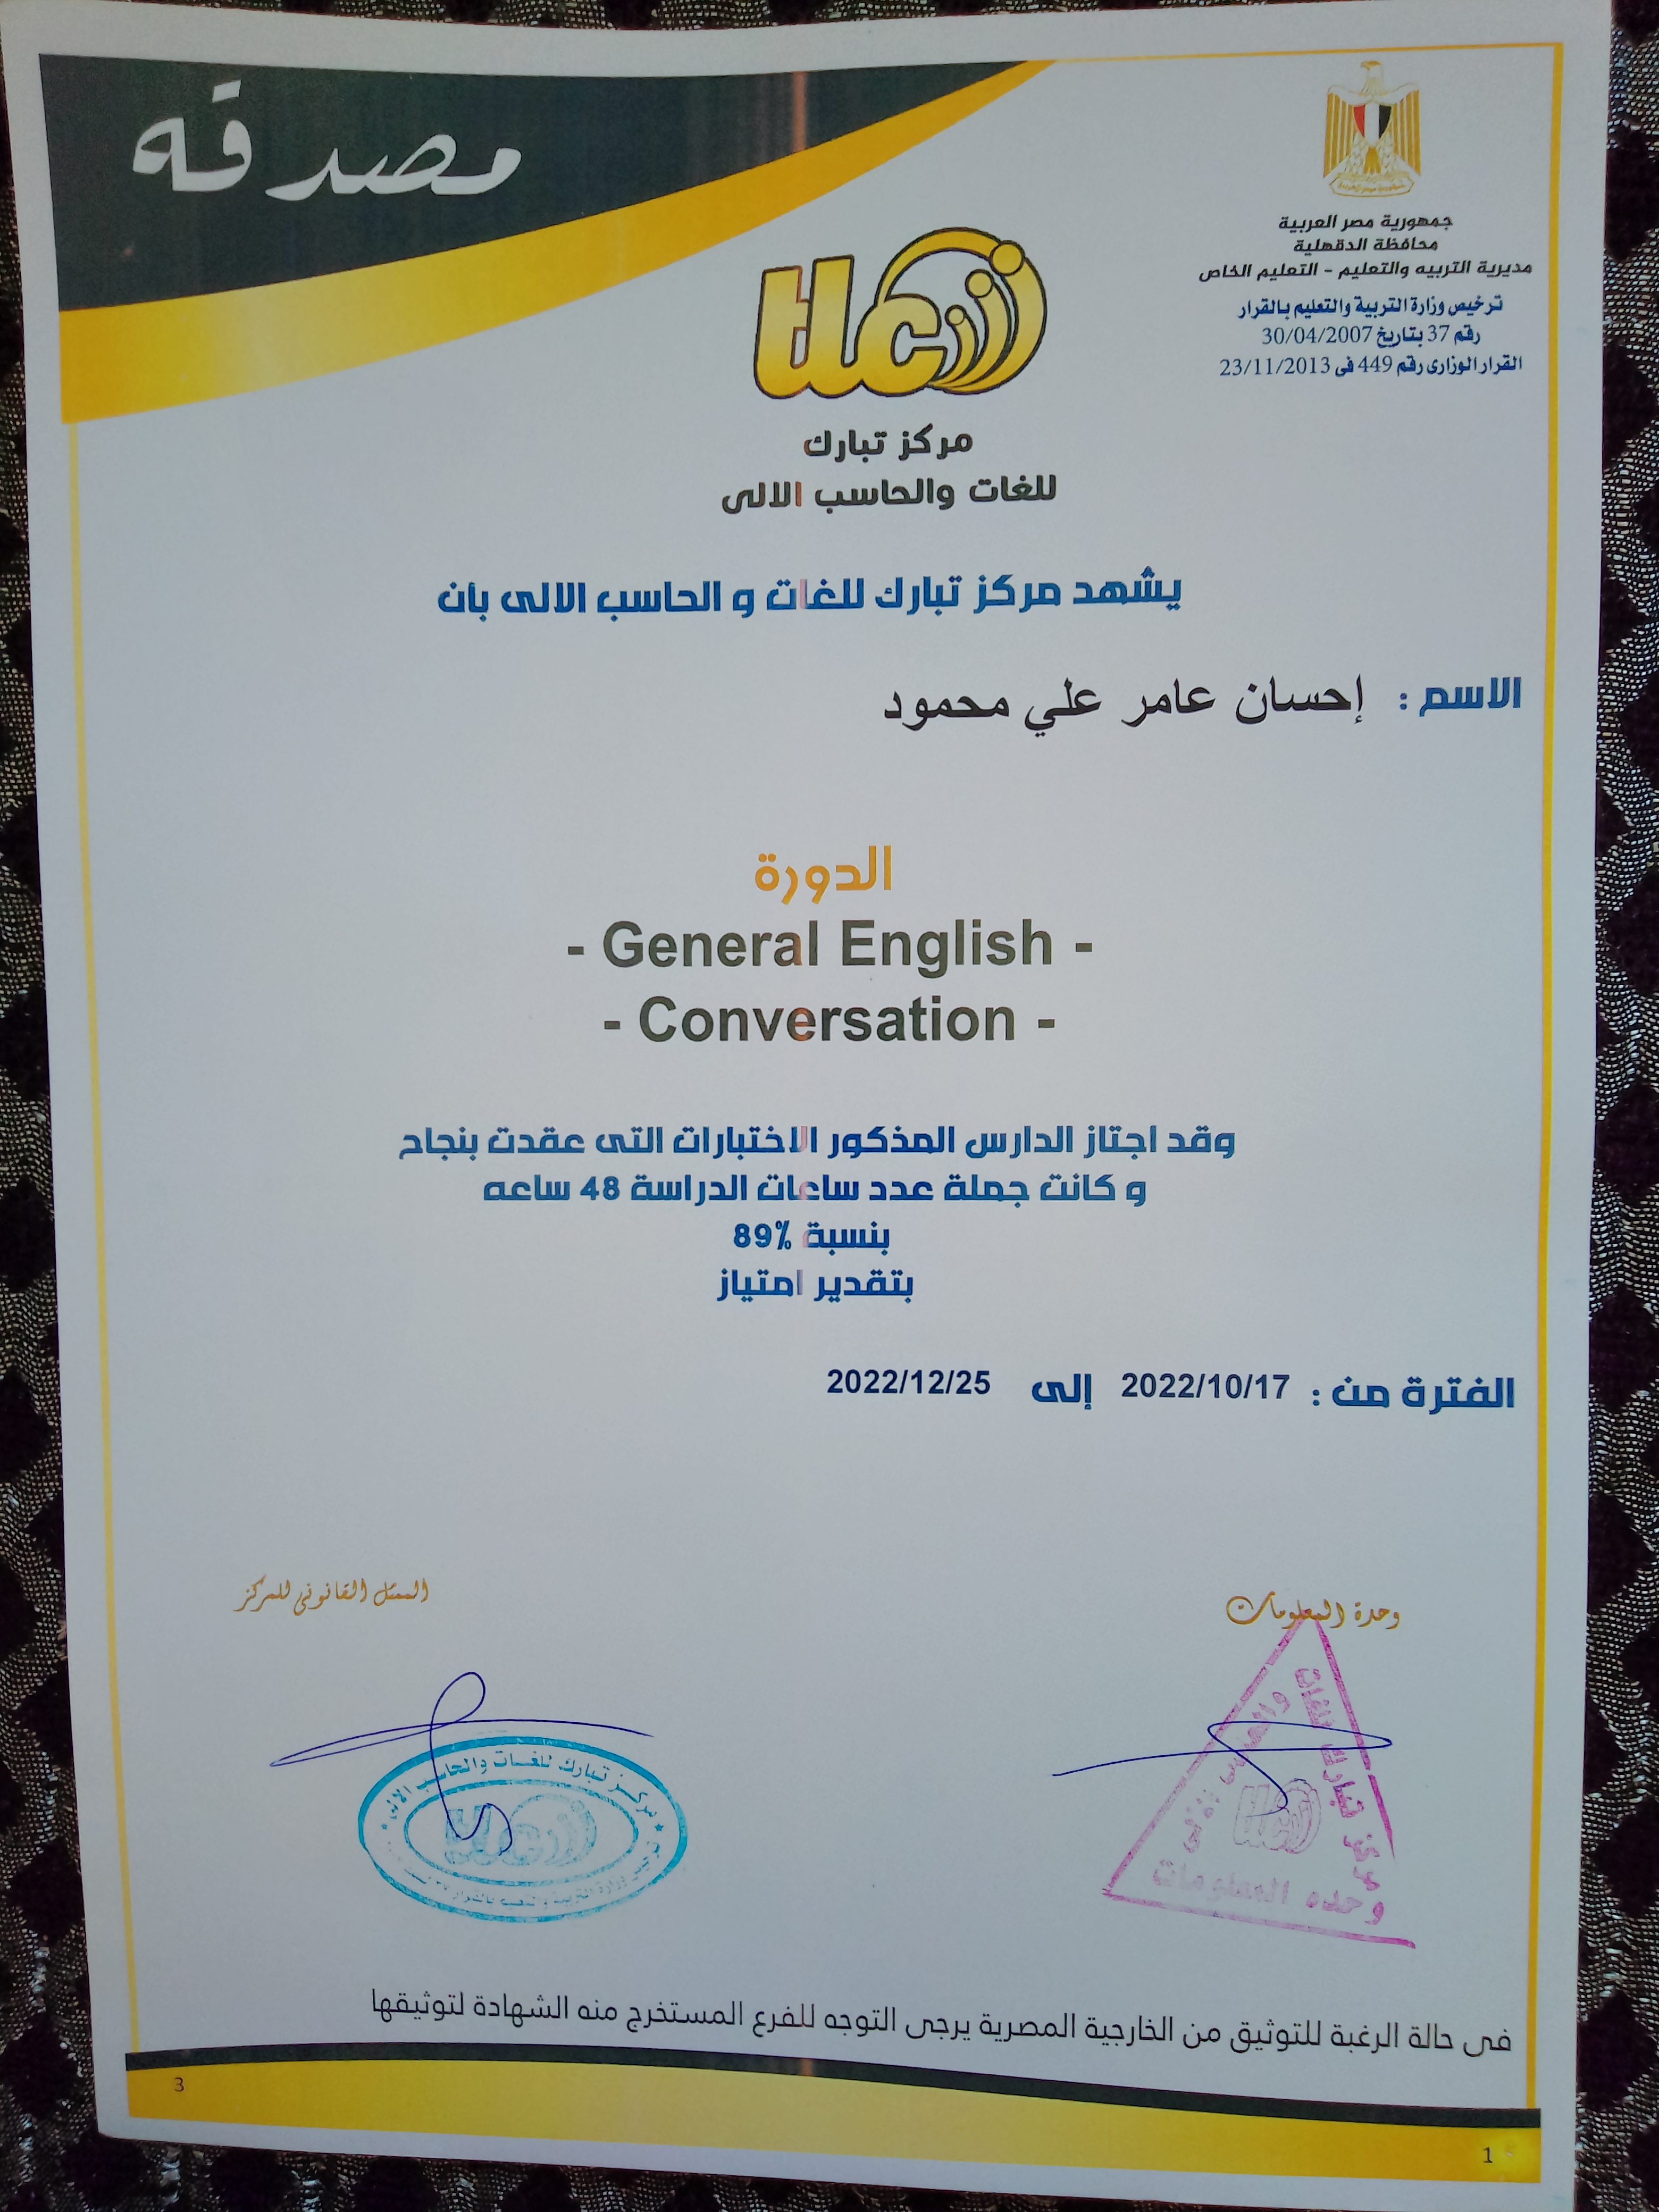 مصدقه
جمهورية مصر العربية
محافظة الدقهلية
مديرية التربيه والتعليم - التعليم الخاص
ترخيص وزارة التربية والتعليم بالقرار
رقم 37 بتاريخ 30/04/2007
القرار الوزارى رقم 449 فى 23/11/2013
tlc
مركز تبارك
للغات والحاسب الالى
يشهد مركز تبارك للغات و الحاسب الالى بأن
الاسم : إحسان عامر علي محمود
الدورة
- General English -
- Conversation -
وقد اجتاز الدارس المذكور الاختبارات التى عقدت بنجاح
و كانت جملة عدد ساعات الدراسة 48 ساعه
بنسبة 89%
بتقدير امتياز
الفترة من : 2022/10/17 إلى 2022/12/25
وحدة المعلومات
الممثل القانونى للمركز
مركز تبارك للغات
والحاسب الالى
وحده المعلومات
مركز تبارك للغات والحاسب الالى
فى حالة الرغبة للتوثيق من الخارجية المصرية يرجى التوجه للفرع المستخرج منه الشهادة لتوثيقها
3
1